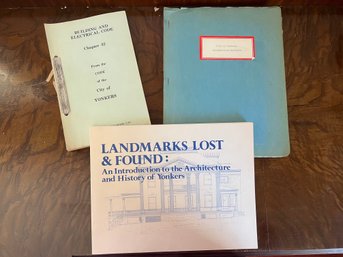 BUILDING AND
ELECTRICAL CODE
Chapter 57
From the
CODE
of the
City of
YONKERS
LANDMARKS LOST
& FOUND:
An Introduction to the Architecture
and History of Yonkers